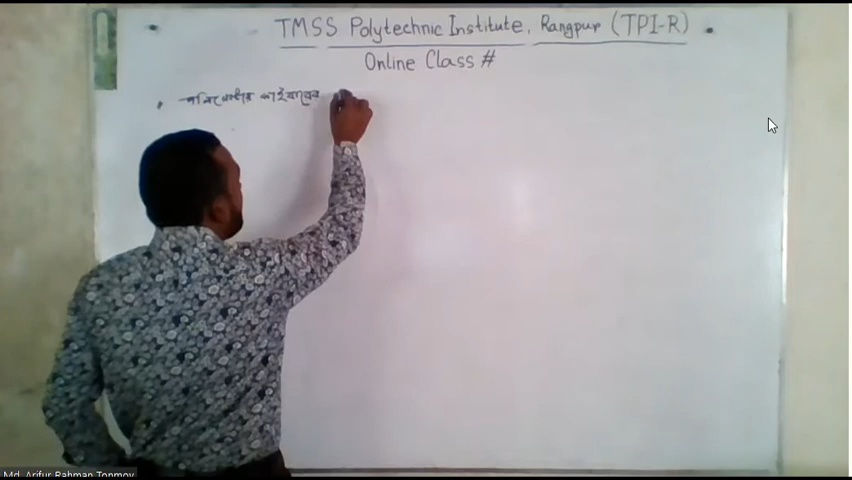 TMSS Polytechnic Institute, Rangpur (TPI-R)
Online Class #
Md. Arifur Rahman Tonmoy